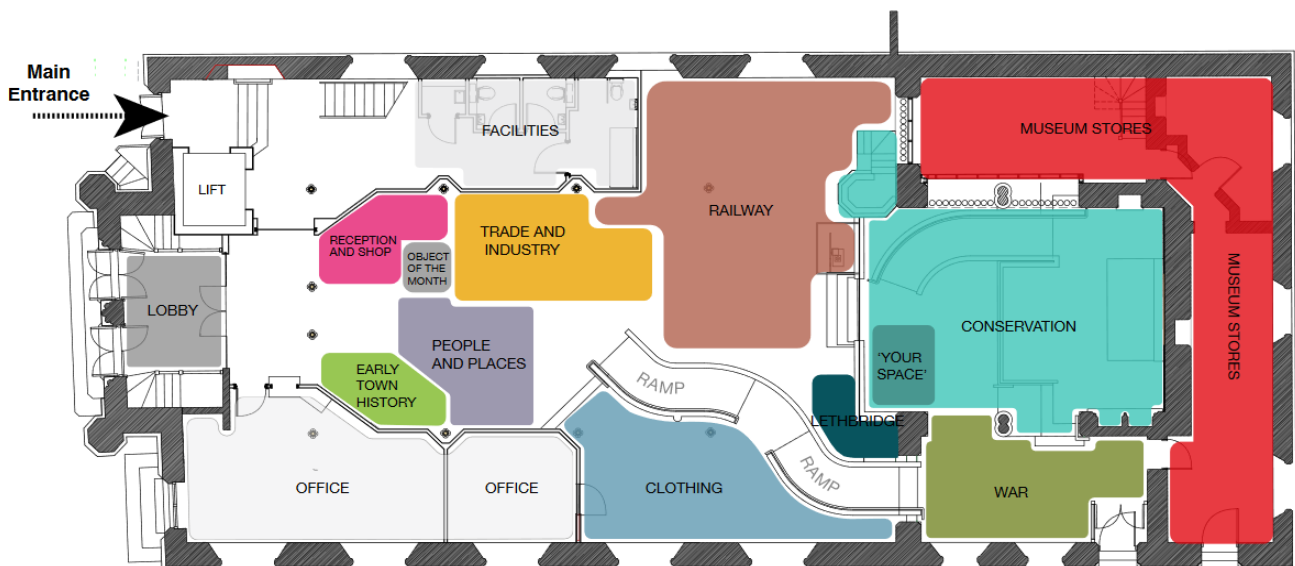 Main
Entrance
LIFT
LOBBY
FACILITIES
RECEPTION
AND SHOP
OBJECT
OF THE
MONTH
TRADE AND
INDUSTRY
RAILWAY
MUSEUM STORES
MUSEUM STORES
CONSERVATION
'YOUR
SPACE'
PEOPLE
AND PLACES
EARLY
TOWN
HISTORY
RAMP
LETHBRIDGE
RAMP
OFFICE
OFFICE
CLOTHING
WAR